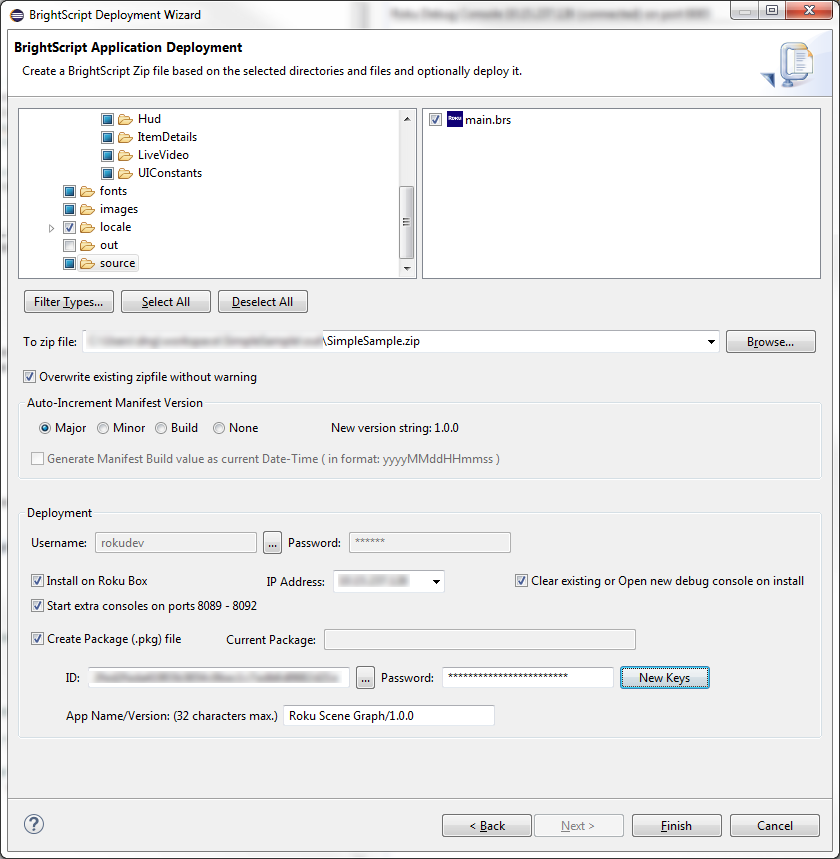 BrightScript Deployment Wizard
BrightScript Application Deployment
Create a BrightScript Zip file based on the selected directories and files and optionally deploy it.
Hud
ItemDetails
LiveVideo
UIConstants
fonts
images
locale
out
source
Roku main.brs
Filter Types... Select All Deselect All
To zip file: \SimpleSample.zip Browse...
Overwrite existing zipfile without warning
Auto-Increment Manifest Version
Major Minor Build None New version string: 1.0.0
Generate Manifest Build value as current Date-Time ( in format: yyyyMMddHHmmss )
Deployment
Username: rokudev ... Password: ******
Install on Roku Box IP Address: Clear existing or Open new debug console on install
Start extra consoles on ports 8089 - 8092
Create Package (.pkg) file Current Package:
ID: ... Password: ************************ New Keys
App Name/Version: (32 characters max.) Roku Scene Graph/1.0.0
? < Back Next > Finish Cancel